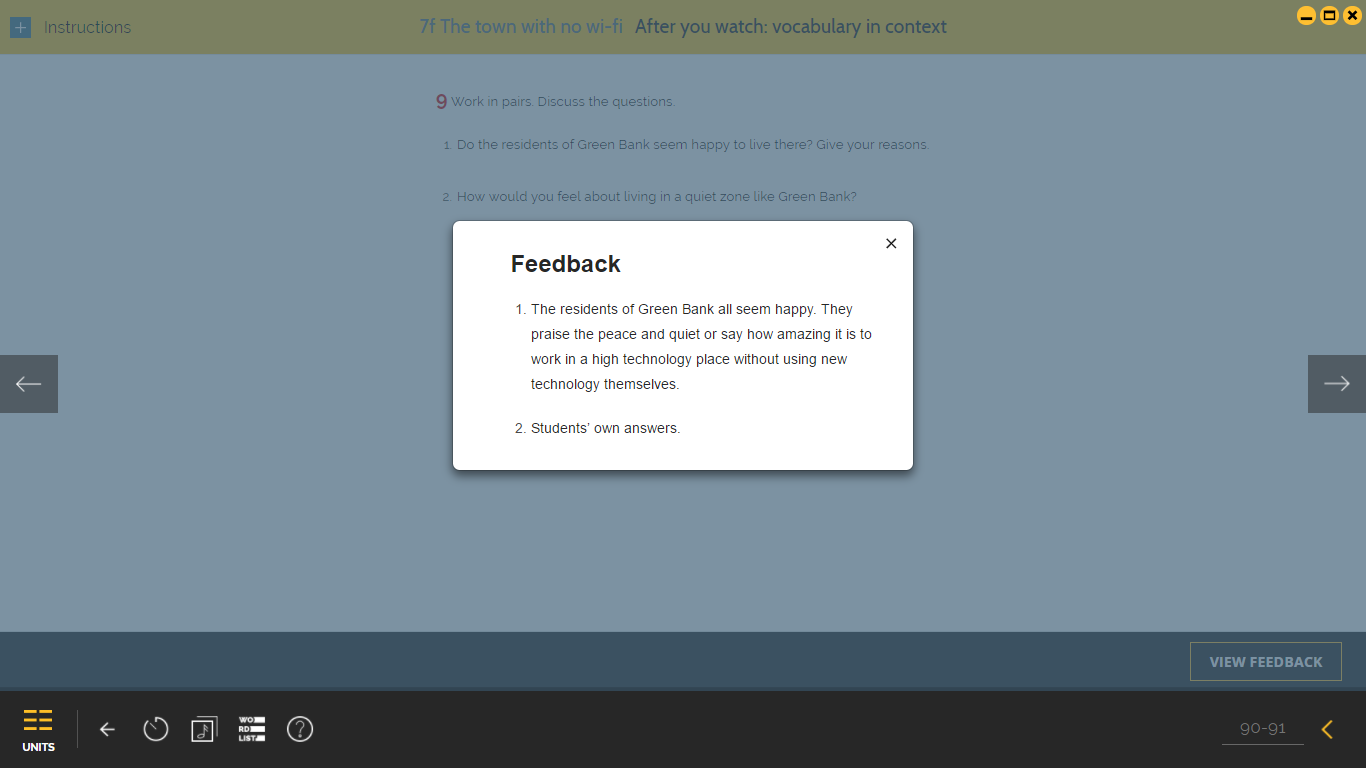 Instructions
7f The town with no wi-fi After you watch: vocabulary in context
9 Work in pairs. Discuss the questions.
1. Do the residents of Green Bank seem happy to live there? Give your reasons.
2. How would you feel about living in a quiet zone like Green Bank?
Feedback
1. The residents of Green Bank all seem happy. They
praise the peace and quiet or say how amazing it is to
work in a high technology place without using new
technology themselves.
2. Students’ own answers.
VIEW FEEDBACK
UNITS
WO
RD
LIST
90-91